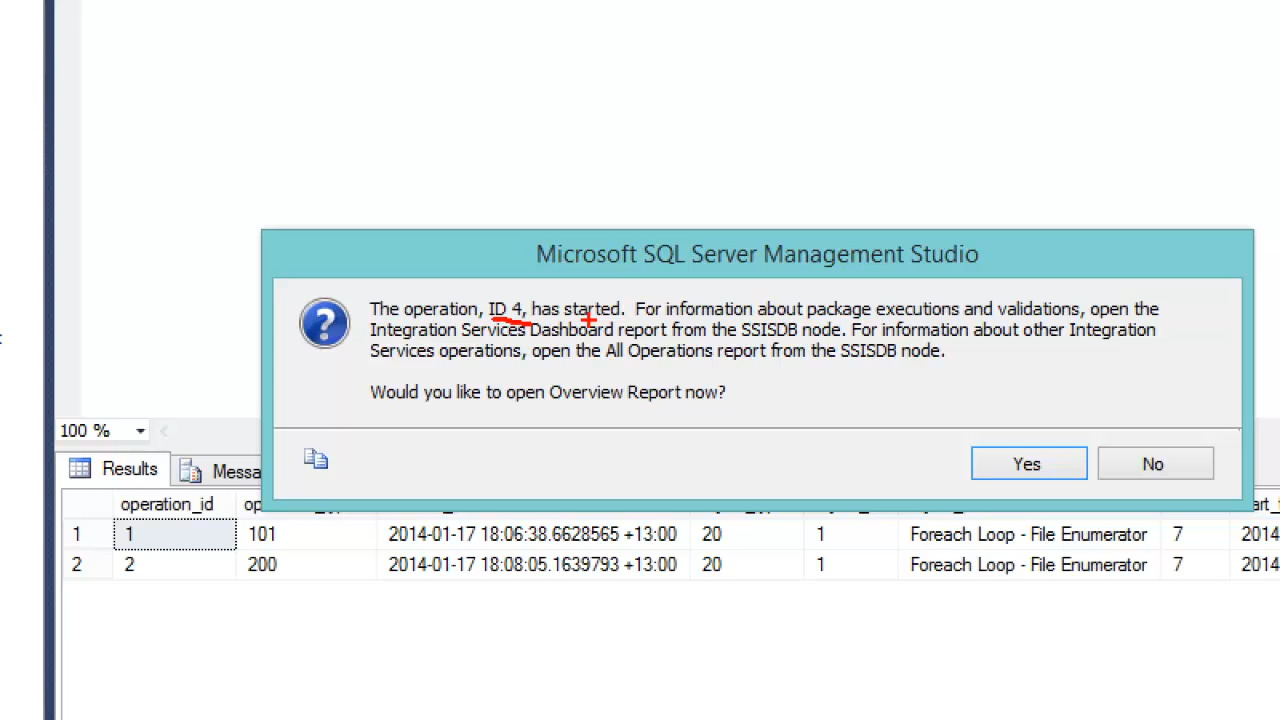 Microsoft SQL Server Management Studio
The operation, ID 4, has started.  For information about package executions and validations, open the
Integration Services Dashboard report from the SSISDB node. For information about other Integration
Services operations, open the All Operations report from the SSISDB node.
Would you like to open Overview Report now?
100 %
Yes No
Results Messa
operation_id op
1 1 101 2014-01-17 18:06:38.6628565 +13:00 20 1 Foreach Loop - File Enumerator 7 2014
2 2 200 2014-01-17 18:08:05.1639793 +13:00 20 1 Foreach Loop - File Enumerator 7 2014